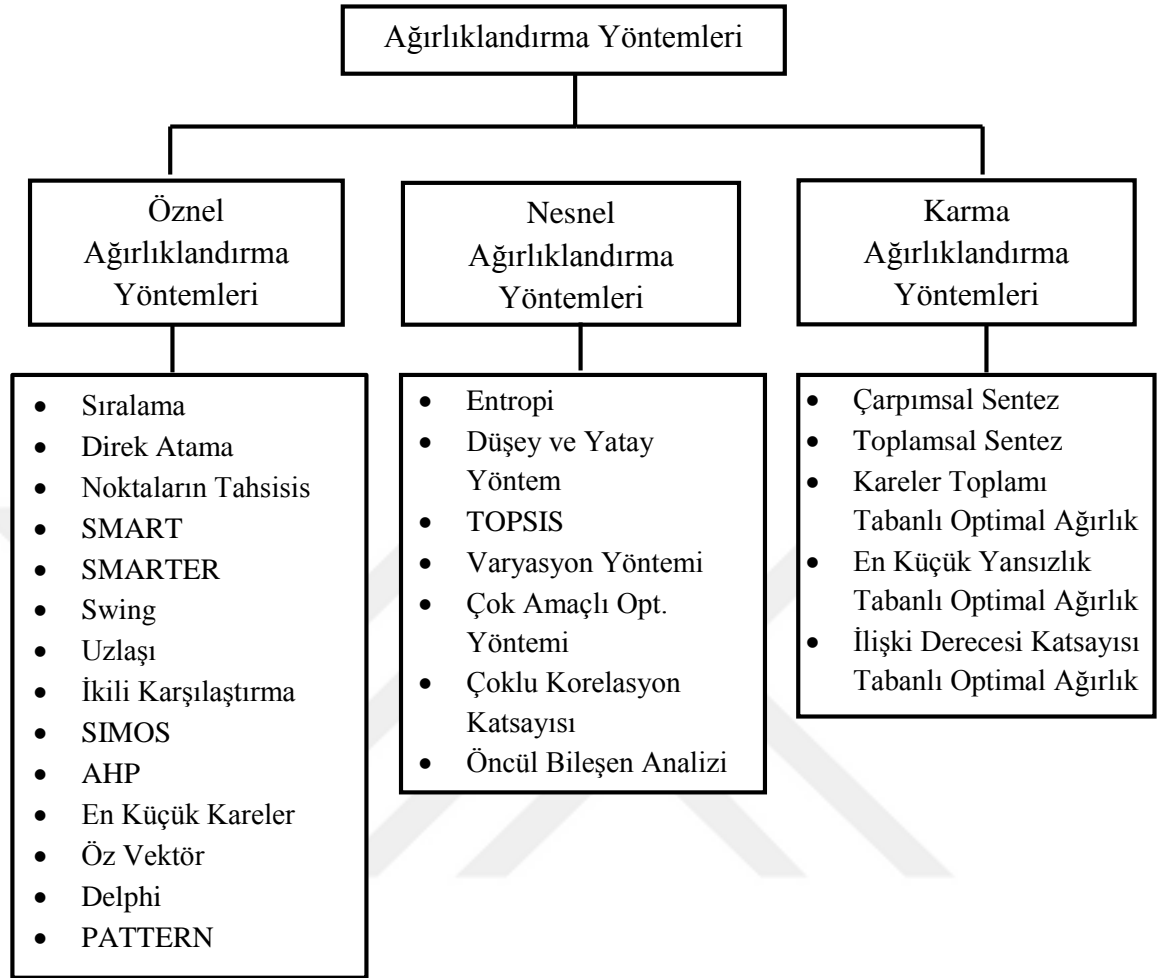 Ağırlıklandırma Yöntemleri
Öznel
Ağırlıklandırma
Yöntemleri
Nesnel
Ağırlıklandırma
Yöntemleri
Karma
Ağırlıklandırma
Yöntemleri
• Sıralama
• Direk Atama
• Noktaların Tahsisis
• SMART
• SMARTER
• Swing
• Uzlaşı
• İkili Karşılaştırma
• SIMOS
• AHP
• En Küçük Kareler
• Öz Vektör
• Delphi
• PATTERN
• Entropi
• Düşey ve Yatay
Yöntem
• TOPSIS
• Varyasyon Yöntemi
• Çok Amaçlı Opt.
Yöntemi
• Çoklu Korelasyon
Katsayısı
• Öncül Bileşen Analizi
• Çarpımsal Sentez
• Toplamsal Sentez
• Kareler Toplamı
Tabanlı Optimal Ağırlık
• En Küçük Yansızlık
Tabanlı Optimal Ağırlık
• İlişki Derecesi Katsayısı
Tabanlı Optimal Ağırlık